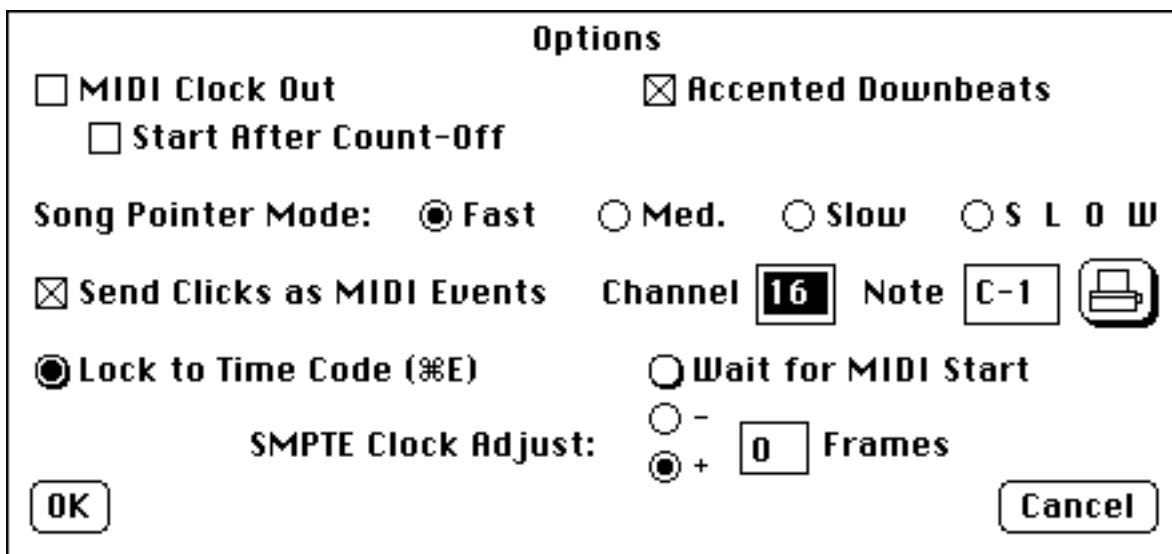 Options
MIDI Clock Out Accented Downbeats
Start After Count-Off
Song Pointer Mode: Fast Med. Slow S L O W
Send Clicks as MIDI Events Channel 16 Note C-1
Lock to Time Code (⌘E) Wait for MIDI Start
-
SMPTE Clock Adjust: 0 Frames
+
OK Cancel